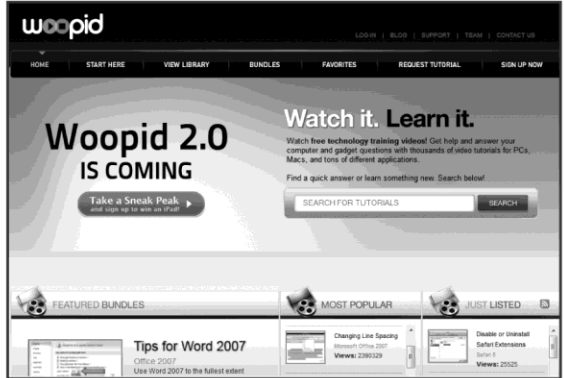 woopid
LOG-IN | BLOG | SUPPORT | TEAM | CONTACT US
HOME START HERE VIEW LIBRARY BUNDLES FAVORITES REQUEST TUTORIAL SIGN UP NOW
Woopid 2.0
IS COMING
Take a Sneak Peak
and sign up to win an iPad!
Watch it. Learn it.
Watch free technology training videos! Get help and answer your
computer and gadget questions with thousands of video tutorials for PCs,
Macs, and tons of different applications.
Find a quick answer or learn something new. Search below!
SEARCH FOR TUTORIALS SEARCH
FEATURED BUNDLES
Tips for Word 2007
Office 2007
Use Word 2007 to the fullest extent
MOST POPULAR
Changing Line Spacing
Microsoft Office 2007
Views: 2380329
JUST LISTED
Disable or Uninstall
Safari Extensions
Safari 5
Views: 25525